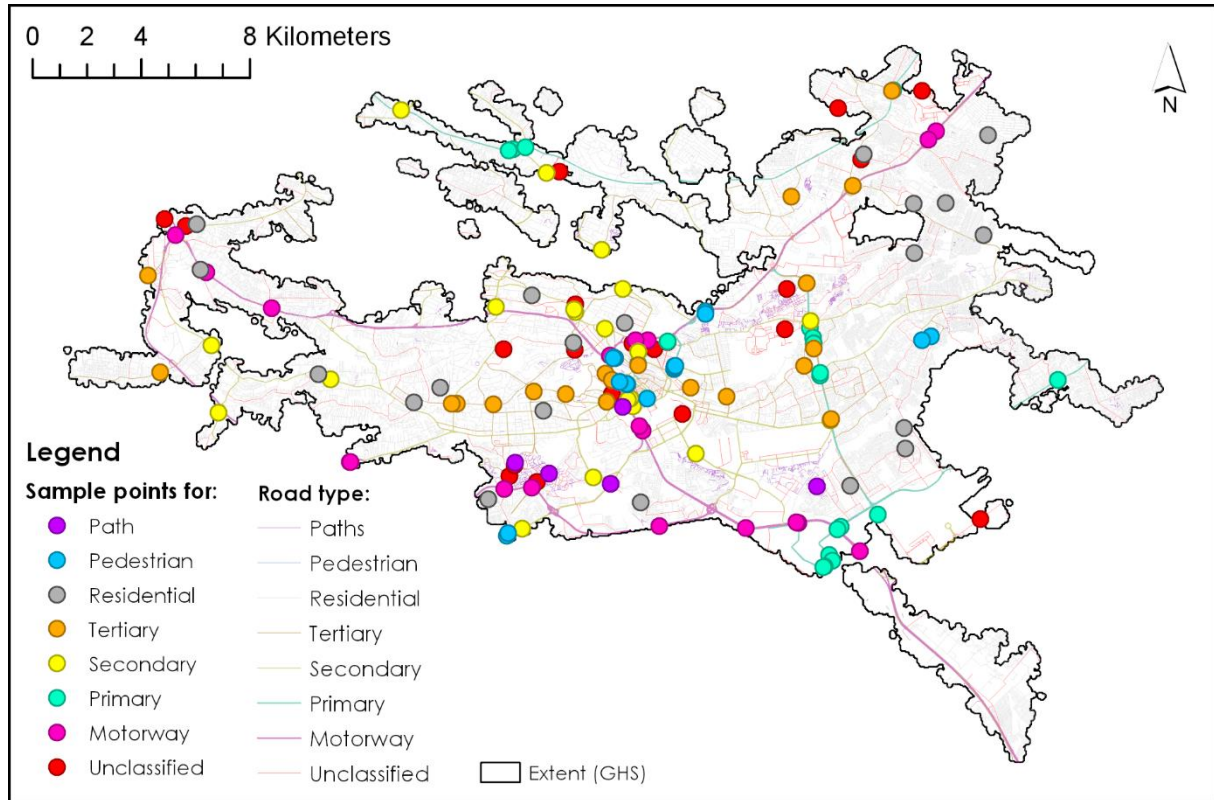 0 2 4 8 Kilometers
N
Legend
Sample points for:
Path
Pedestrian
Residential
Tertiary
Secondary
Primary
Motorway
Unclassified
Road type:
Paths
Pedestrian
Residential
Tertiary
Secondary
Primary
Motorway
Unclassified
Extent (GHS)